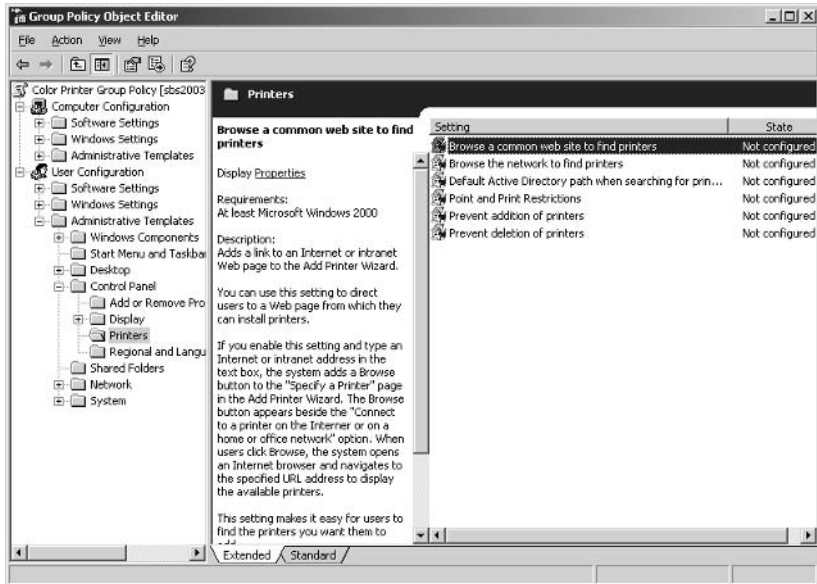 Group Policy Object Editor
File Action View Help
Color Printer Group Policy [sbs2003
Computer Configuration
Software Settings
Windows Settings
Administrative Templates
User Configuration
Software Settings
Windows Settings
Administrative Templates
Windows Components
Start Menu and Taskbar
Desktop
Control Panel
Add or Remove Pro
Display
Printers
Regional and Langu
Shared Folders
Network
System
Printers
Browse a common web site to find
printers
Display Properties
Requirements:
At least Microsoft Windows 2000
Description:
Adds a link to an Internet or intranet
Web page to the Add Printer Wizard.
You can use this setting to direct
users to a Web page from which they
can install printers.
If you enable this setting and type an
Internet or intranet address in the
text box, the system adds a Browse
button to the "Specify a Printer" page
in the Add Printer Wizard. The Browse
button appears beside the "Connect
to a printer on the Internet or on a
home or office network" option. When
users click Browse, the system opens
an Internet browser and navigates to
the specified URL address to display
the available printers.
This setting makes it easy for users to
find the printers you want them to
Setting State
Browse a common web site to find printers Not configured
Browse the network to find printers Not configured
Default Active Directory path when searching for prin... Not configured
Point and Print Restrictions Not configured
Prevent addition of printers Not configured
Prevent deletion of printers Not configured
Extended Standard